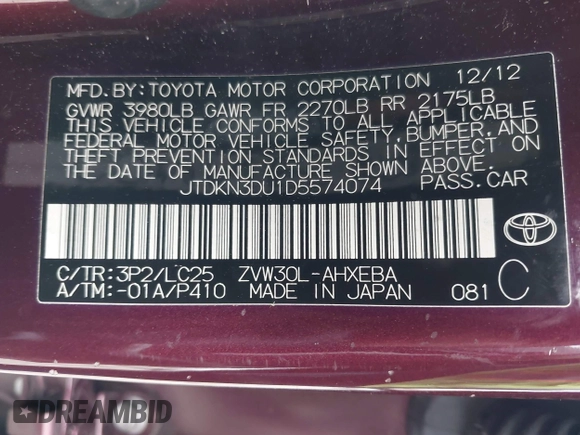 MFD. BY: TOYOTA MOTOR CORPORATION 12/12
GVWR 3980LB GAWR FR 2270LB RR 2175LB
THIS VEHICLE CONFORMS TO ALL APPLICABLE
FEDERAL MOTOR VEHICLE SAFETY, BUMPER, AND
THEFT PREVENTION STANDARDS IN EFFECT ON
THE DATE OF MANUFACTURE SHOWN ABOVE.
JTDKN3DU1D5574074 PASS. CAR
C/TR: 3P2/LC25 ZVW30L-AHXEBA
A/TM: -01A/P410 MADE IN JAPAN 081 C
DREAMBID